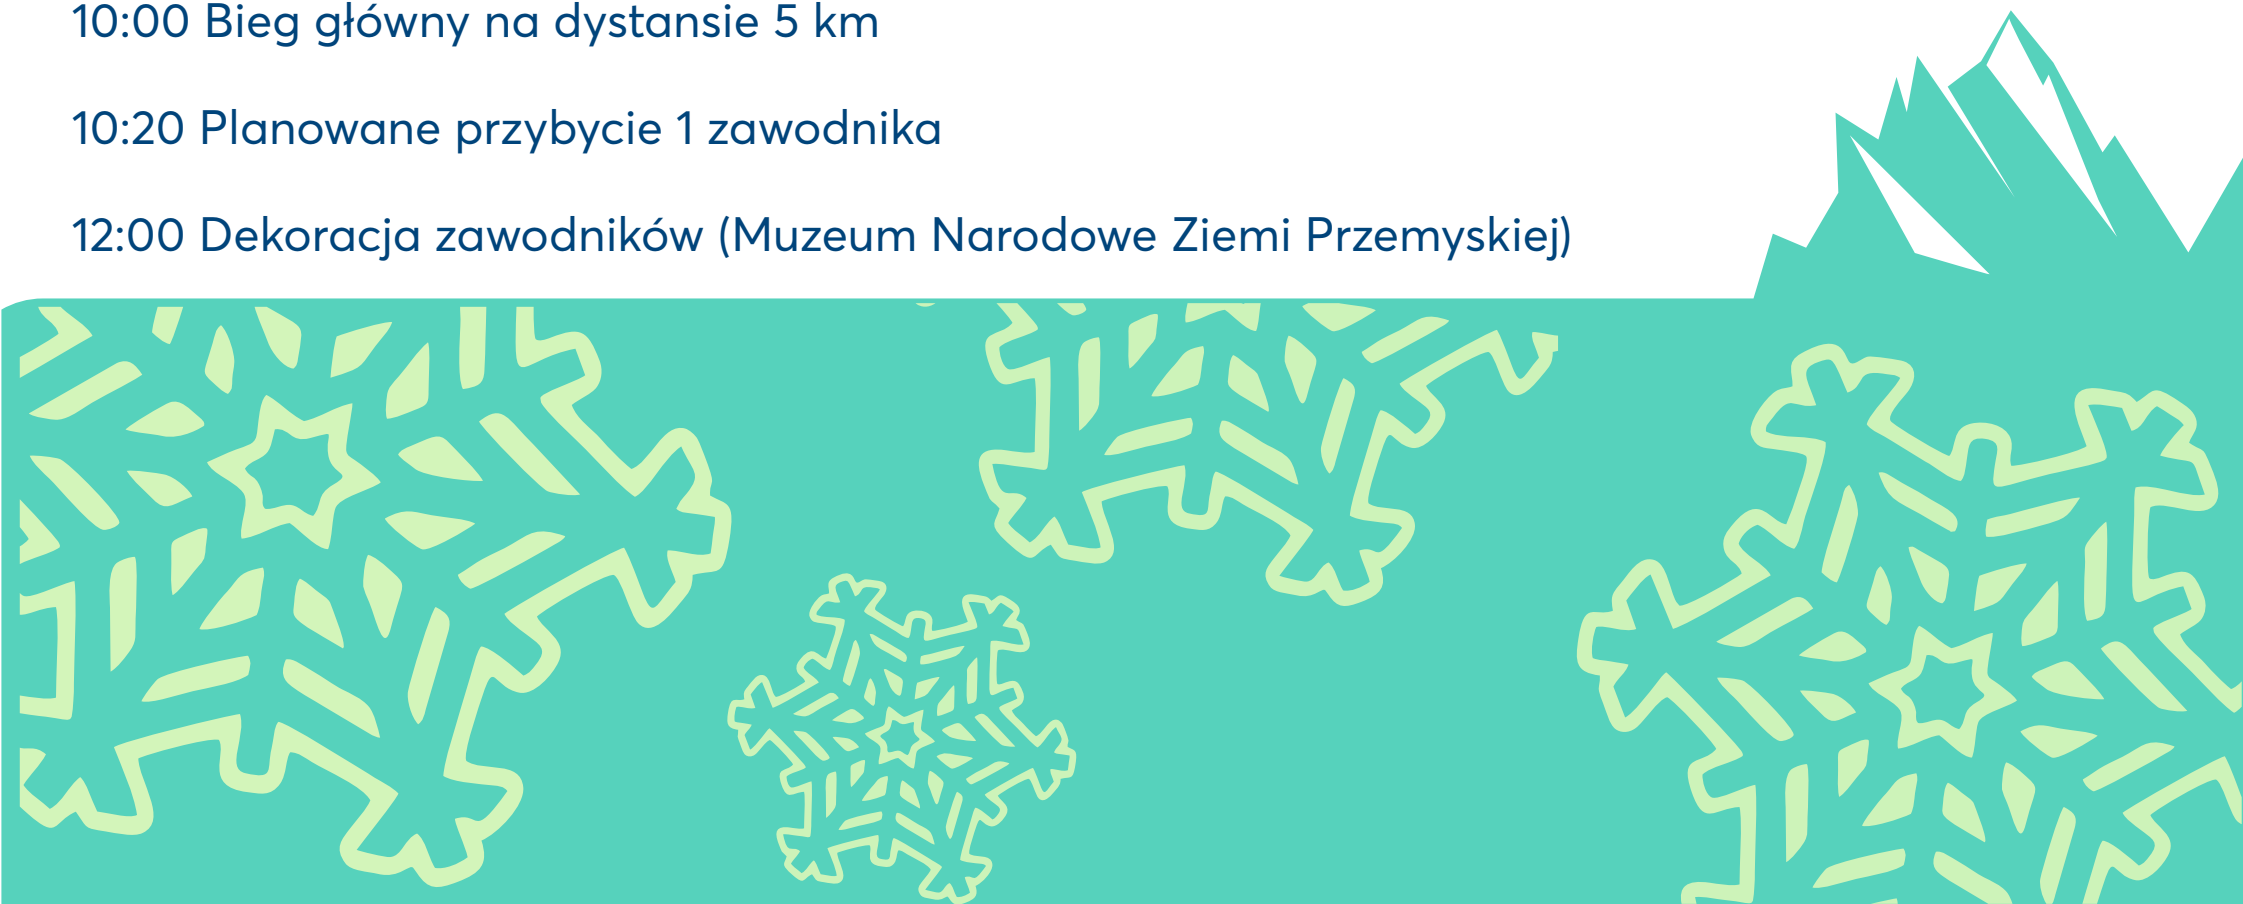 10:00 Bieg główny na dystansie 5 km
10:20 Planowane przybycie 1 zawodnika
12:00 Dekoracja zawodników (Muzeum Narodowe Ziemi Przemyskiej)